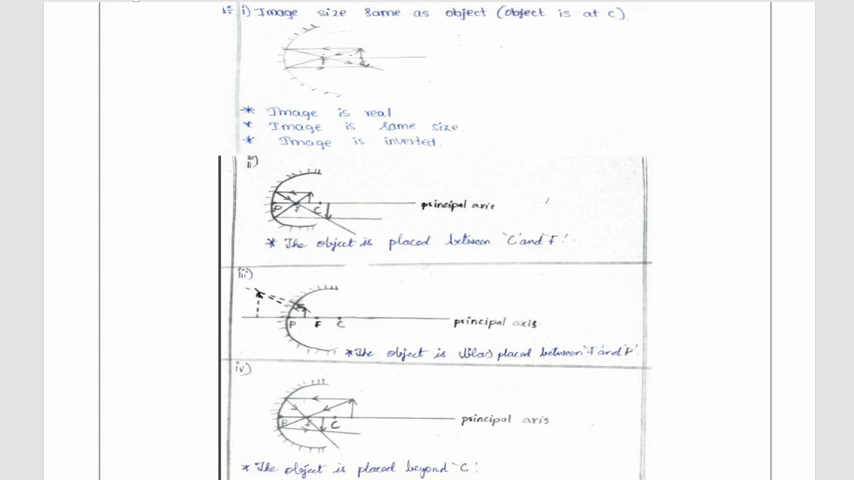 i) Image size same as object (object is at c)
* Image is real
* Image is same size
* Image is inverted.
ii)
P F C principal axis
* The object is placed between 'C' and 'F'.
iii)
P F C principal axis
* The object is placed between 'F' and 'P'.
iv)
P C principal axis
* The object is placed beyond 'C'.